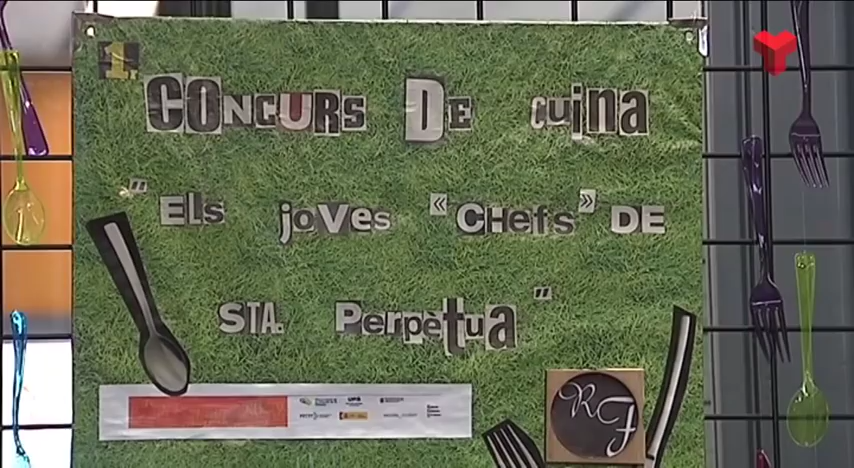 1.
CONCURS DE cuina
"Els joVes «CHefs» DE
STA. Perpètua"
RF